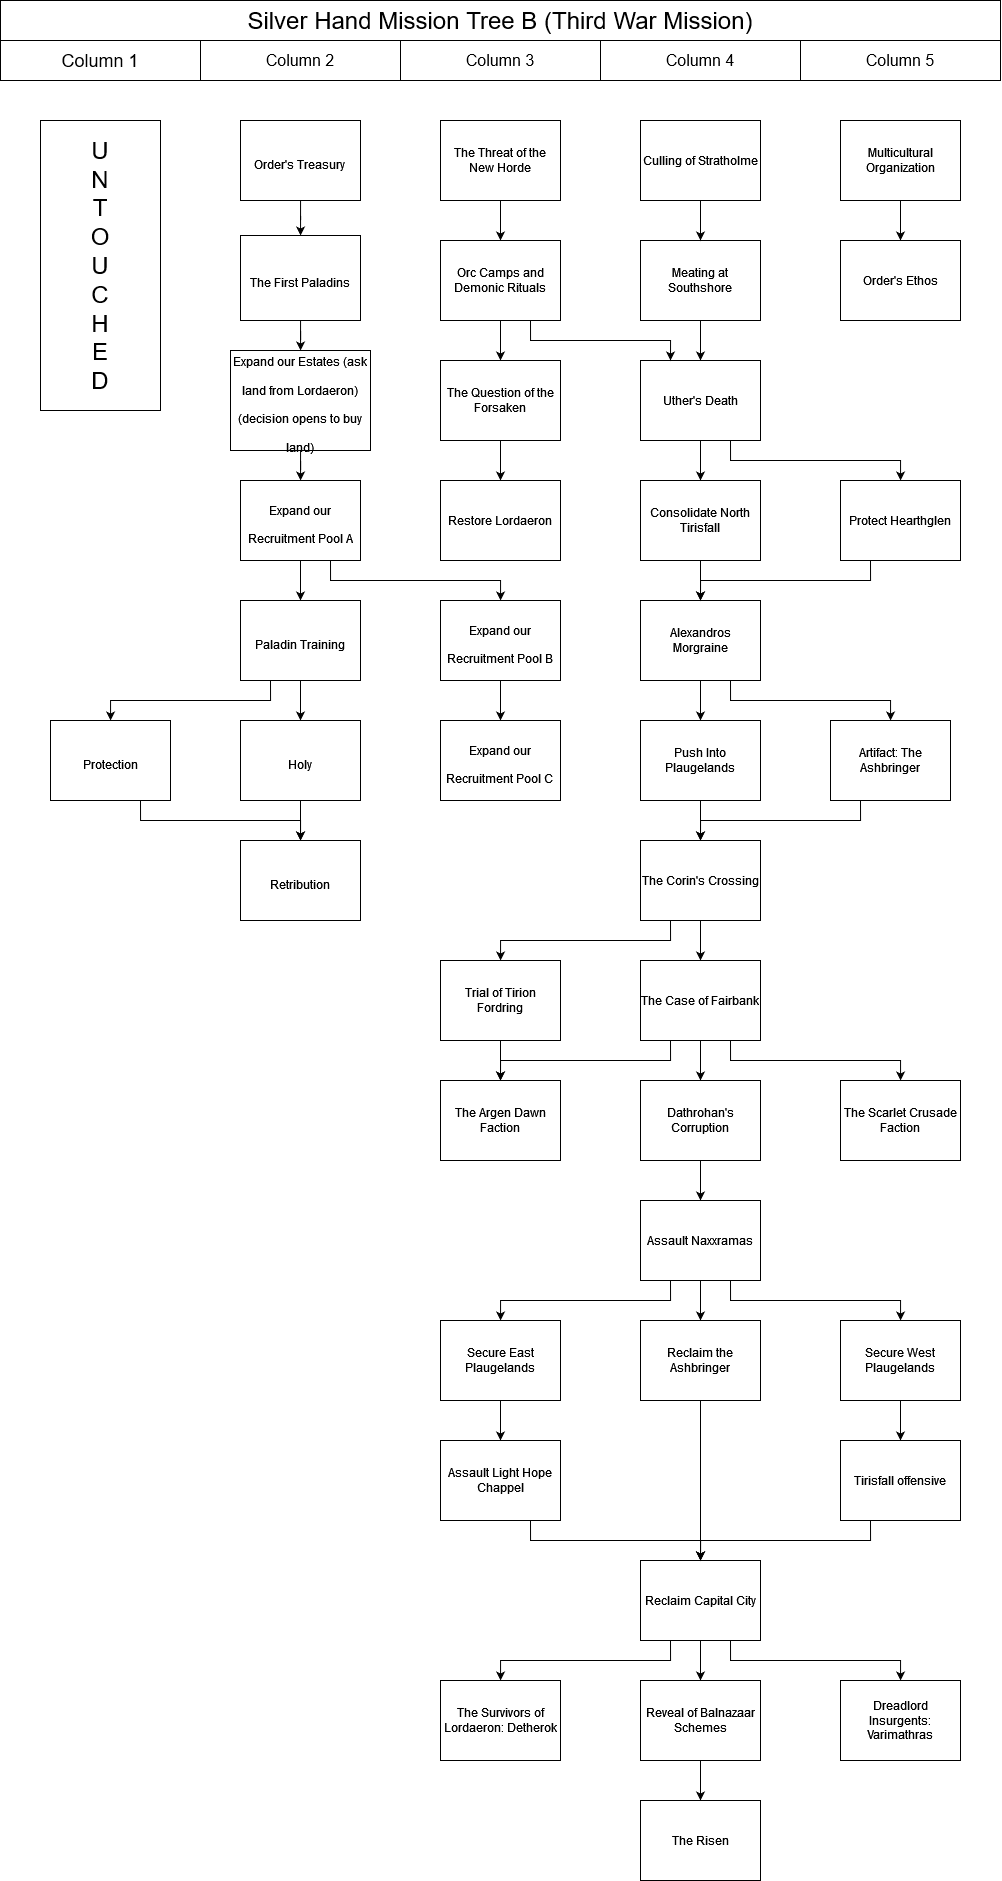 Silver Hand Mission Tree B (Third War Mission)
Column 1
Column 2
Column 3
Column 4
Column 5
U
N
T
O
U
C
H
E
D
Order's Treasury
The Threat of the
New Horde
Culling of Stratholme
Multicultural
Organization
The First Paladins
Orc Camps and
Demonic Rituals
Meating at
Southshore
Order's Ethos
Expand our Estates (ask
land from Lordaeron)
(decision opens to buy
land)
The Question of the
Forsaken
Uther's Death
Expand our
Recruitment Pool A
Restore Lordaeron
Consolidate North
Tirisfall
Protect Hearthglen
Paladin Training
Expand our
Recruitment Pool B
Alexandros
Morgraine
Protection
Holy
Expand our
Recruitment Pool C
Push Into
Plaugelands
Artifact: The
Ashbringer
Retribution
The Corin's Crossing
Trial of Tirion
Fordring
The Case of Fairbank
The Argen Dawn
Faction
Dathrohan's
Corruption
The Scarlet Crusade
Faction
Assault Naxxramas
Secure East
Plaugelands
Reclaim the
Ashbringer
Secure West
Plaugelands
Assault Light Hope
Chappel
Tirisfall offensive
Reclaim Capital City
The Survivors of
Lordaeron: Detherok
Reveal of Balnazaar
Schemes
Dreadlord
Insurgents:
Varimathras
The Risen